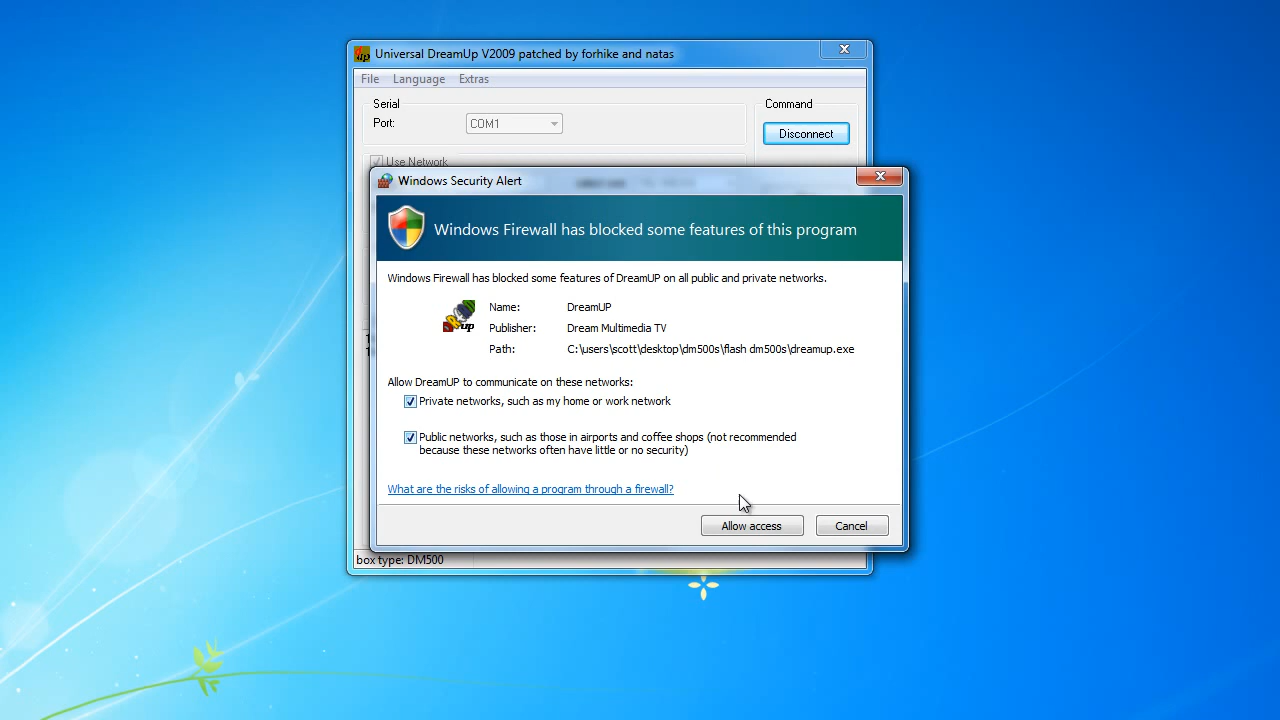 Universal DreamUp V2009 patched by forhike and natas
File Language Extras
Serial
Command
Port:
COM1
Disconnect
Use Network
Windows Security Alert
Windows Firewall has blocked some features of this program
Windows Firewall has blocked some features of DreamUP on all public and private networks.
Name: DreamUP
up
Publisher: Dream Multimedia TV
Path: C:\users\scott\desktop\dm500s\flash dm500s\dreamup.exe
Allow DreamUP to communicate on these networks:
Private networks, such as my home or work network
Public networks, such as those in airports and coffee shops (not recommended
because these networks often have little or no security)
What are the risks of allowing a program through a firewall?
Allow access
Cancel
box type: DM500